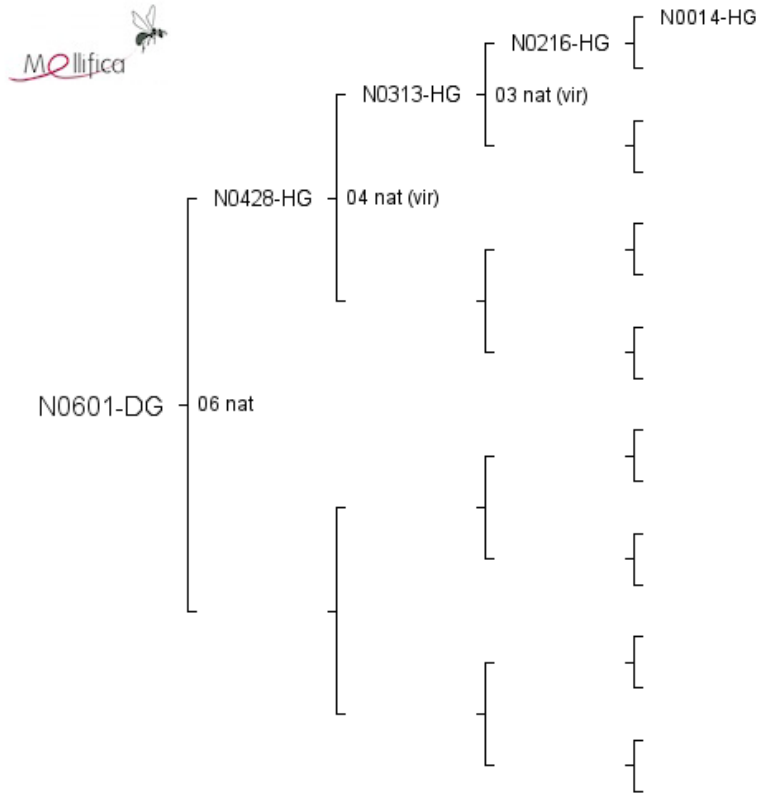 Mellifica
N0014-HG
N0216-HG
N0313-HG
03 nat (vir)
N0428-HG
04 nat (vir)
N0601-DG
06 nat